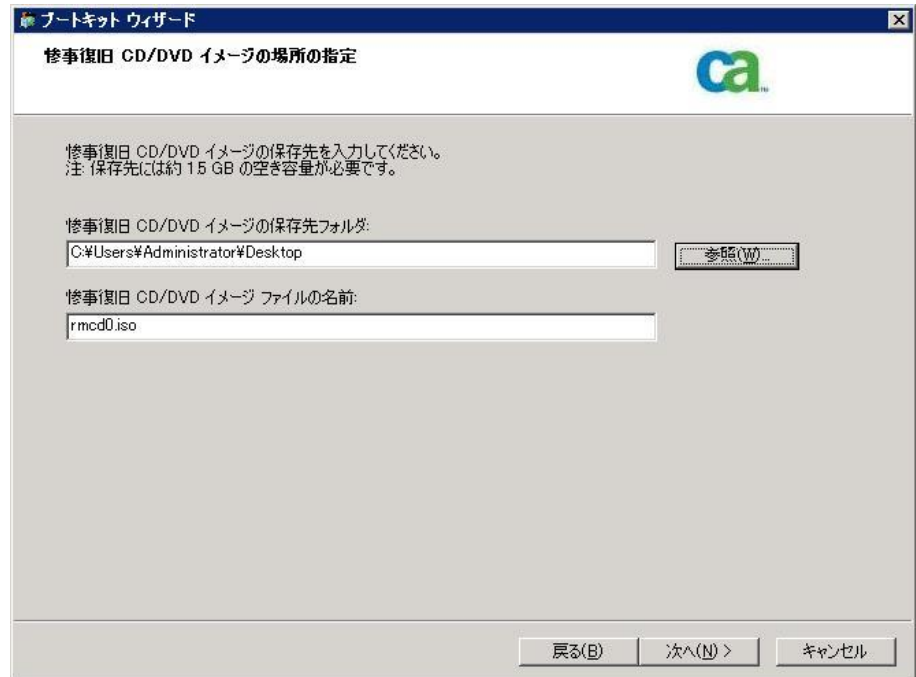 ブートキット ウィザード
惨事復旧 CD/DVD イメージの場所の指定
ca
惨事復旧 CD/DVD イメージの保存先を入力してください。
注: 保存先には約 1.5 GB の空き容量が必要です。
惨事復旧 CD/DVD イメージの保存先フォルダ:
C:¥Users¥Administrator¥Desktop
参照(W)...
惨事復旧 CD/DVD イメージ ファイルの名前:
rmcd0.iso
戻る(B)
次へ(N) >
キャンセル